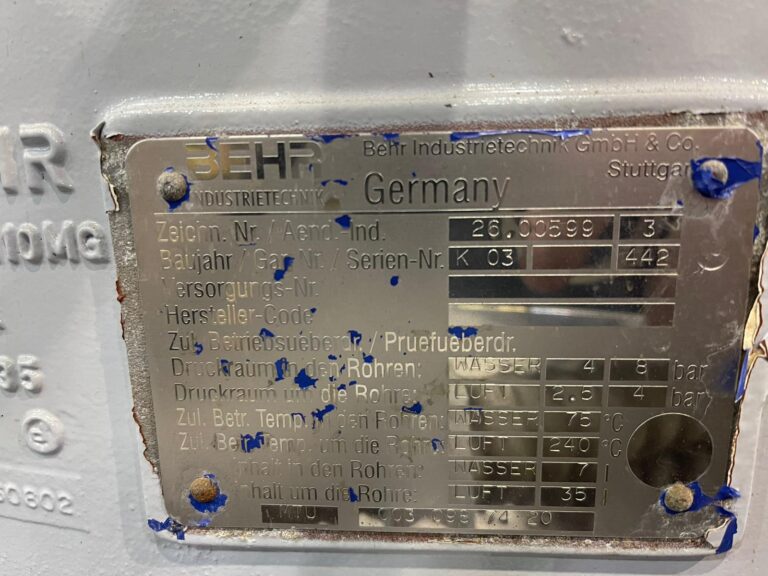 BEHR Behr Industrietechnik GmbH & Co.
INDUSTRIETECHNIK Germany Stuttgart
Zeichn. Nr. / Aend.-Ind. 26.00599 3
Baujahr / Gar. Nr. / Serien-Nr. K 03 442
Versorgungs-Nr.
Hersteller-Code
Zul. Betriebsueberdr. / Pruefueberdr.
Druckraum in den Rohren: WASSER 4 8 bar
Druckraum um die Rohre: LUFT 2.5 4 bar
Zul. Betr. Temp. in den Rohren: WASSER 75 °C
Zul. Betr. Temp. um die Rohre: LUFT 240 °C
Inhalt in den Rohren: WASSER 7 l
Inhalt um die Rohre: LUFT 35 l
MTU 003 098 74 20
10MG
35
60802